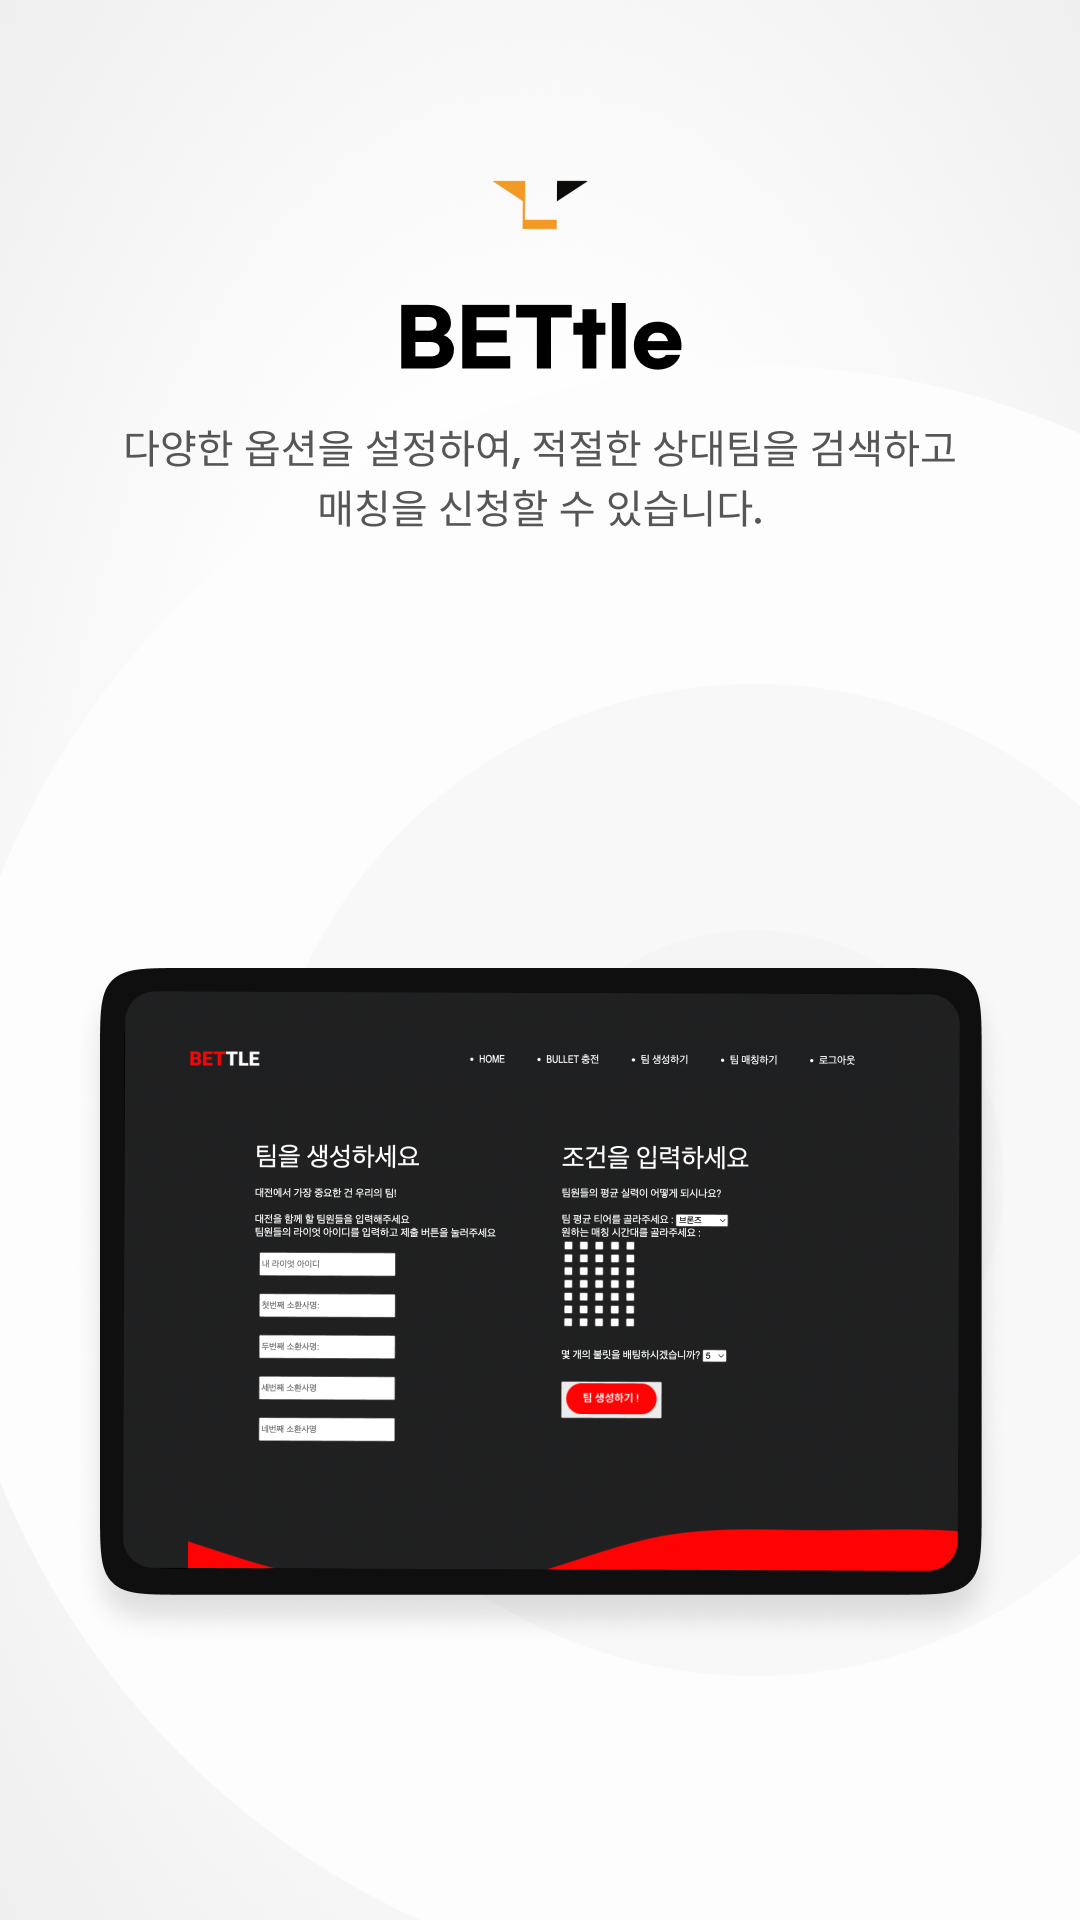 BETtle
다양한 옵션을 설정하여, 적절한 상대팀을 검색하고
매칭을 신청할 수 있습니다.
BETTLE
• HOME • BULLET 충전 • 팀 생성하기 • 팀 매칭하기 • 로그아웃
팀을 생성하세요
대전에서 가장 중요한 건 우리의 팀!
대전을 함께 할 팀원들을 입력해주세요
팀원들의 라이엇 아이디를 입력하고 제출 버튼을 눌러주세요
내 라이엇 아이디
첫번째 소환사명:
두번째 소환사명:
세번째 소환사명
네번째 소환사명
조건을 입력하세요
팀원들의 평균 실력이 어떻게 되시나요?
팀 평균 티어를 골라주세요 : 브론즈
원하는 매칭 시간대를 골라주세요 :
몇 개의 불릿을 배팅하시겠습니까? 5
팀 생성하기 !